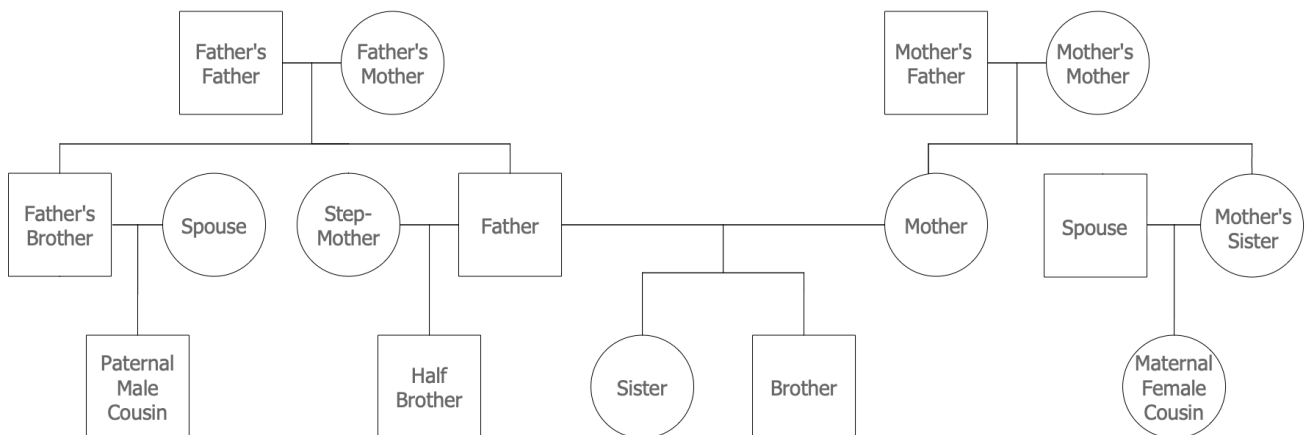 Father's
Father
Father's
Mother
Mother's
Father
Mother's
Mother
Father's
Brother
Spouse
Step-
Mother
Father
Mother
Spouse
Mother's
Sister
Paternal
Male
Cousin
Half
Brother
Sister
Brother
Maternal
Female
Cousin